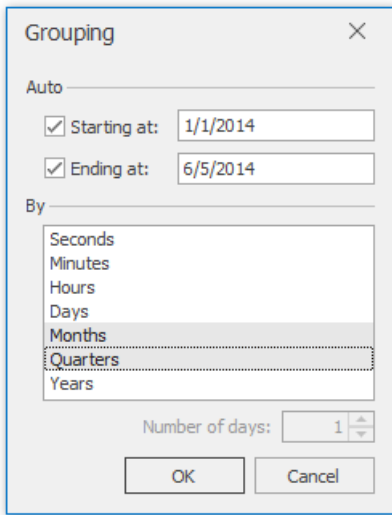 Grouping
Auto
Starting at: 1/1/2014
Ending at: 6/5/2014
By
Seconds
Minutes
Hours
Days
Months
Quarters
Years
Number of days: 1
OK Cancel